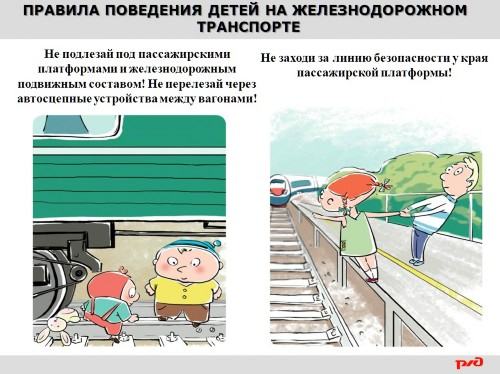 ПРАВИЛА ПОВЕДЕНИЯ ДЕТЕЙ НА ЖЕЛЕЗНОДОРОЖНОМ
ТРАНСПОРТЕ
Не подлезай под пассажирскими
платформами и железнодорожным
подвижным составом! Не перелезай через
автосцепные устройства между вагонами!
Не заходи за линию безопасности у края
пассажирской платформы!
ржд